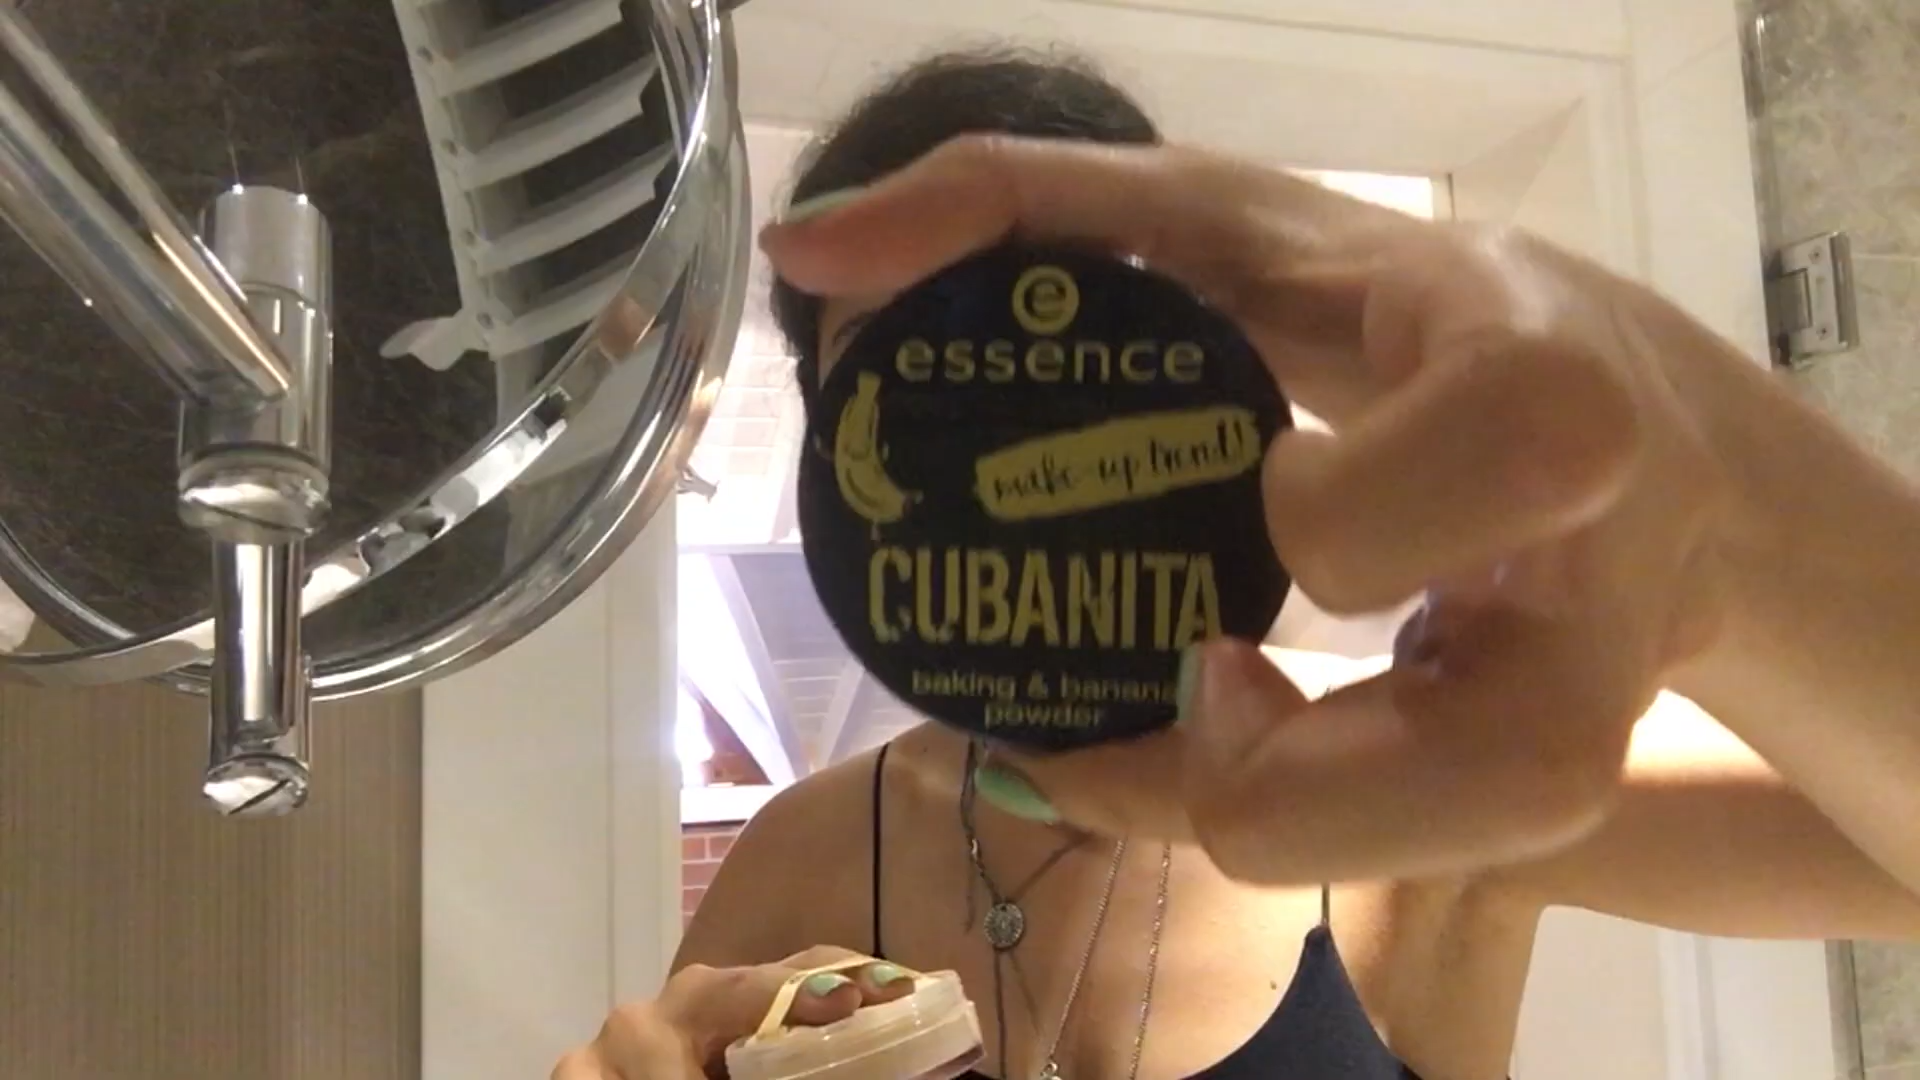 e
essence
make-up trend!
CUBANITA
baking & banana
powder